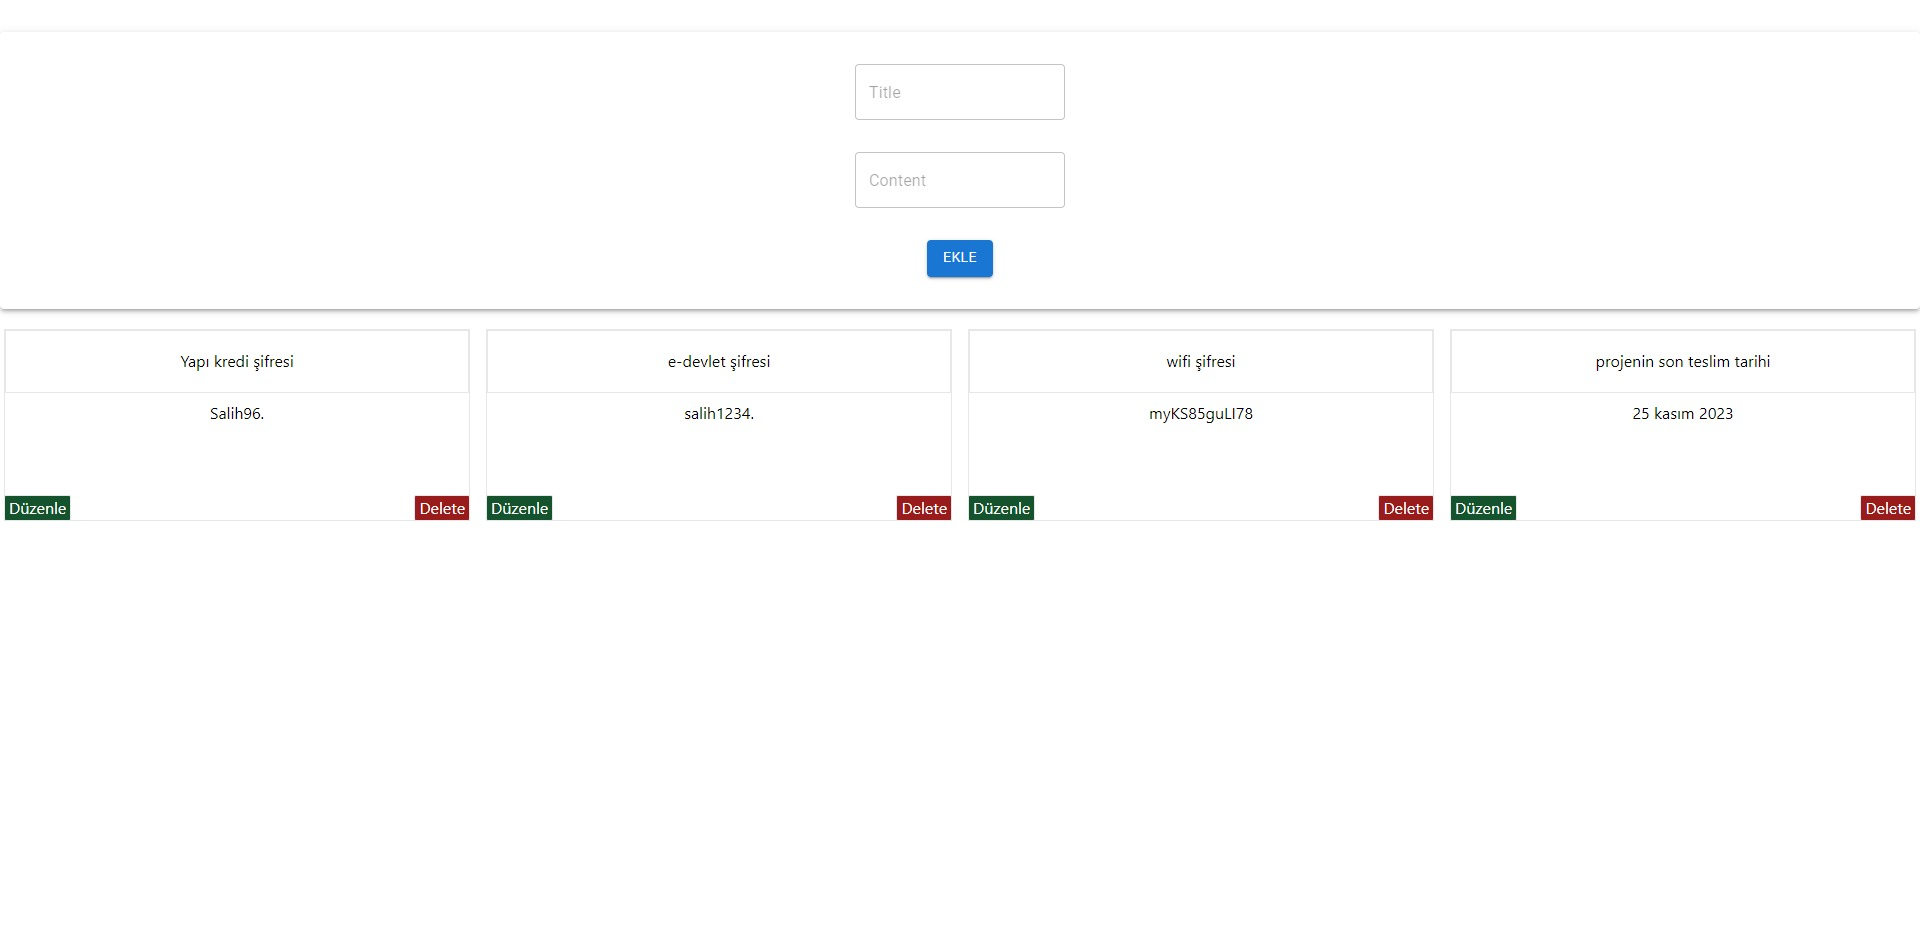 Title
Content
EKLE
Yapı kredi şifresi
Salih96.
Düzenle Delete
e-devlet şifresi
salih1234.
Düzenle Delete
wifi şifresi
myKS85guLI78
Düzenle Delete
projenin son teslim tarihi
25 kasım 2023
Düzenle Delete